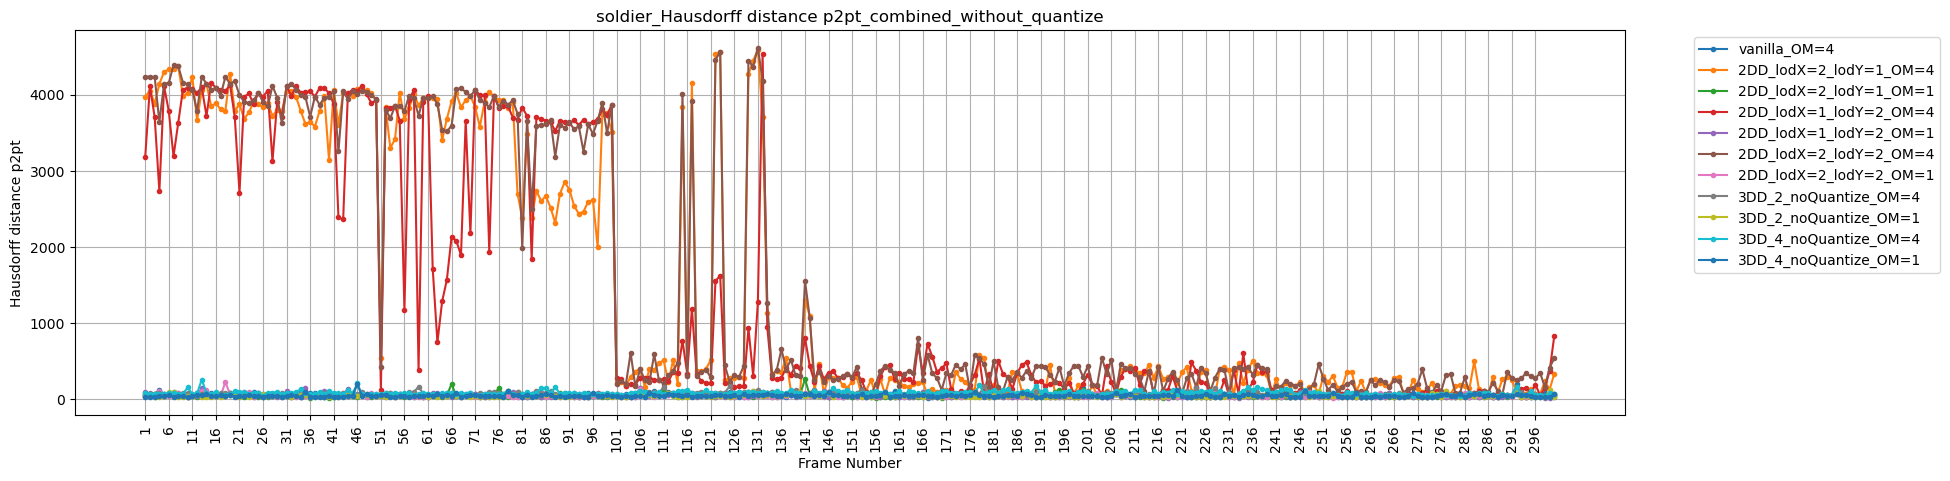 soldier_Hausdorff distance p2pt_combined_without_quantize
Hausdorff distance p2pt
4000
3000
2000
1000
0
1 6 11 16 21 26 31 36 41 46 51 56 61 66 71 76 81 86 91 96 101 106 111 116 121 126 131 136 141 146 151 156 161 166 171 176 181 186 191 196 201 206 211 216 221 226 231 236 241 246 251 256 261 266 271 276 281 286 291 296
Frame Number
vanilla_OM=4
2DD_lodX=2_lodY=1_OM=4
2DD_lodX=2_lodY=1_OM=1
2DD_lodX=1_lodY=2_OM=4
2DD_lodX=1_lodY=2_OM=1
2DD_lodX=2_lodY=2_OM=4
2DD_lodX=2_lodY=2_OM=1
3DD_2_noQuantize_OM=4
3DD_2_noQuantize_OM=1
3DD_4_noQuantize_OM=4
3DD_4_noQuantize_OM=1